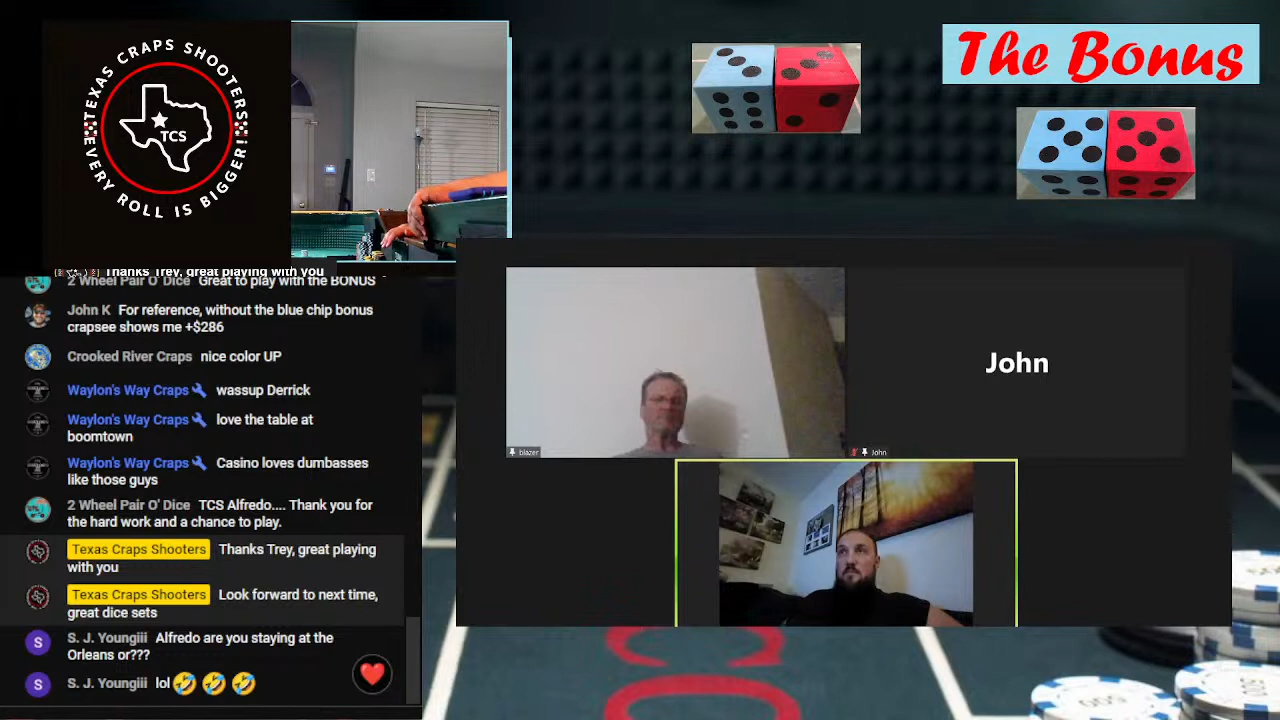 TEXAS CRAPS SHOOTERS
TCS
EVERY ROLL IS BIGGER!
The Bonus
Thanks Trey, great playing with you
2 Wheel Pair O' Dice Great to play with the BONUS
John K For reference, without the blue chip bonus
crapsee shows me +$286
Crooked River Craps nice color UP
Waylon's Way Craps wassup Derrick
Waylon's Way Craps love the table at
boomtown
Waylon's Way Craps Casino loves dumbasses
like those guys
2 Wheel Pair O' Dice TCS Alfredo.... Thank you for
the hard work and a chance to play.
Texas Craps Shooters Thanks Trey, great playing
with you
Texas Craps Shooters Look forward to next time,
great dice sets
S
S. J. Youngiii Alfredo are you staying at the
Orleans or???
S
S. J. Youngiii lol🤣🤣🤣
John
blazer
John
500